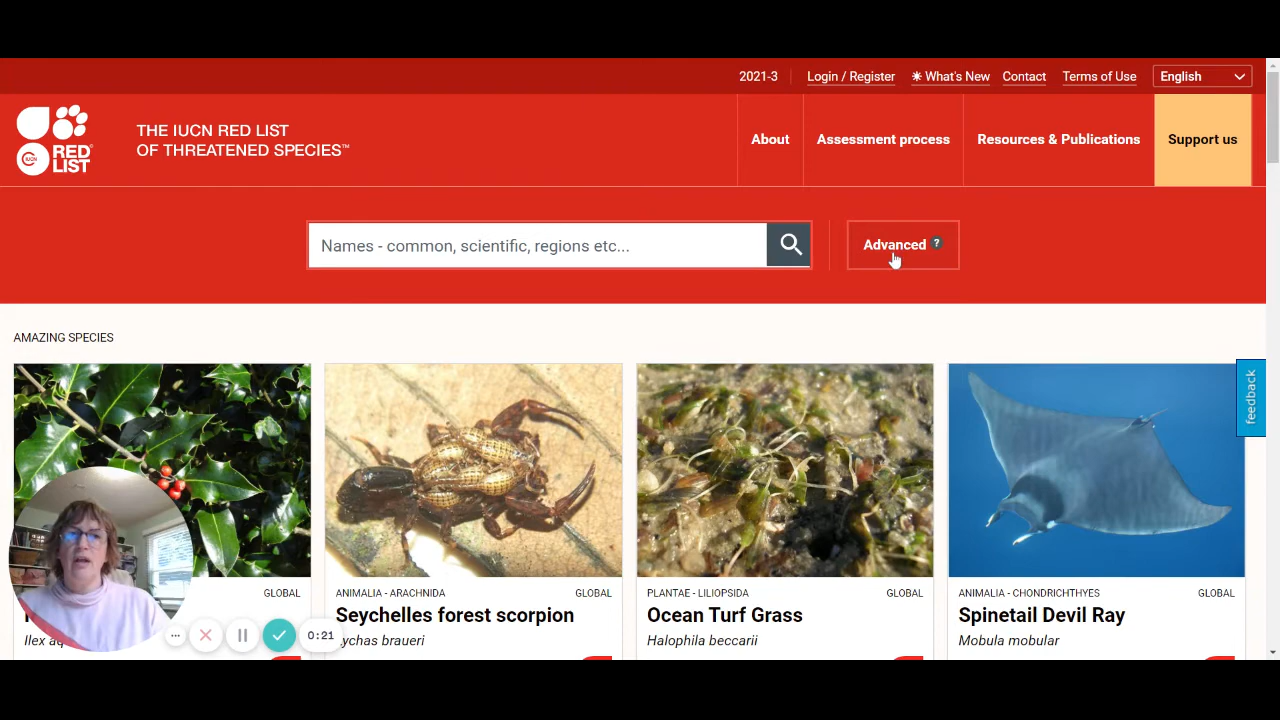 2021-3 Login / Register ☀ What's New Contact Terms of Use English
RED LIST
IUCN
THE IUCN RED LIST
OF THREATENED SPECIES™
About Assessment process Resources & Publications Support us
Names - common, scientific, regions etc...
Advanced ?
AMAZING SPECIES
feedback
GLOBAL
Ilex
ANIMALIA - ARACHNIDA GLOBAL
Seychelles forest scorpion
PLANTAE - LILIOPSIDA GLOBAL
Ocean Turf Grass
Halophila beccarii
ANIMALIA - CHONDRICHTHYES GLOBAL
Spinetail Devil Ray
Mobula mobular
braueri
0:21